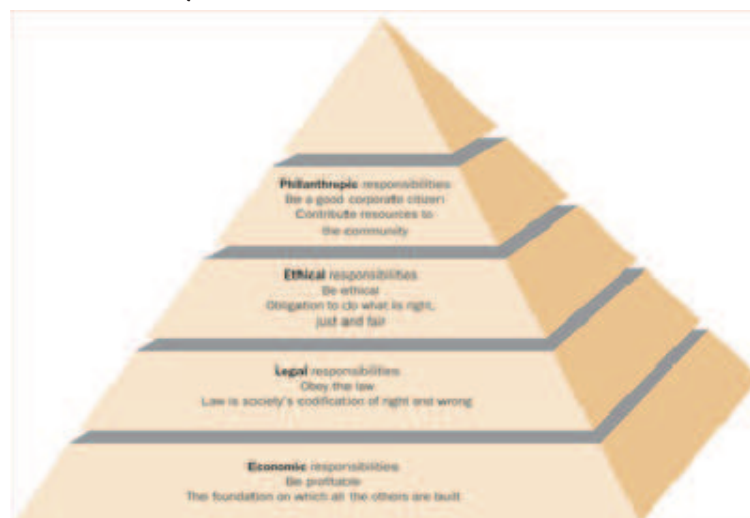 Philanthropic responsibilities
Be a good corporate citizen
Contribute resources to
the community
Ethical responsibilities
Be ethical
Obligation to do what is right,
just and fair
Legal responsibilities
Obey the law
Law is society's codification of right and wrong
Economic responsibilities
Be profitable
The foundation on which all the others are built